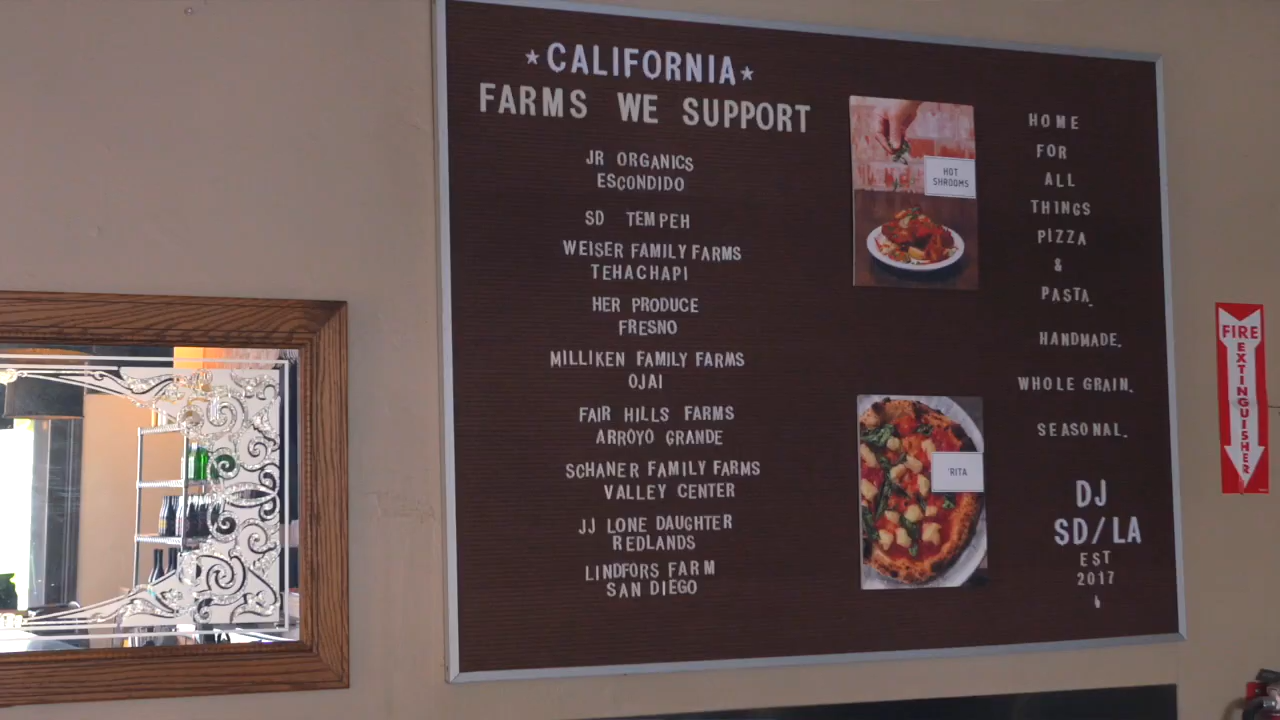 ★CALIFORNIA★
FARMS WE SUPPORT
JR ORGANICS
ESCONDIDO
SD TEMPEH
WEISER FAMILY FARMS
TEHACHAPI
HER PRODUCE
FRESNO
MILLIKEN FAMILY FARMS
OJAI
FAIR HILLS FARMS
ARROYO GRANDE
SCHANER FAMILY FARMS
VALLEY CENTER
JJ LONE DAUGHTER
REDLANDS
LINDFORS FARM
SAN DIEGO
HOT
SHROOMS
'RITA
HOME
FOR
ALL
THINGS
PIZZA
&
PASTA.
HANDMADE.
WHOLE GRAIN.
SEASONAL.
DJ
SD/LA
EST
2017
FIRE
EXTINGUISHER